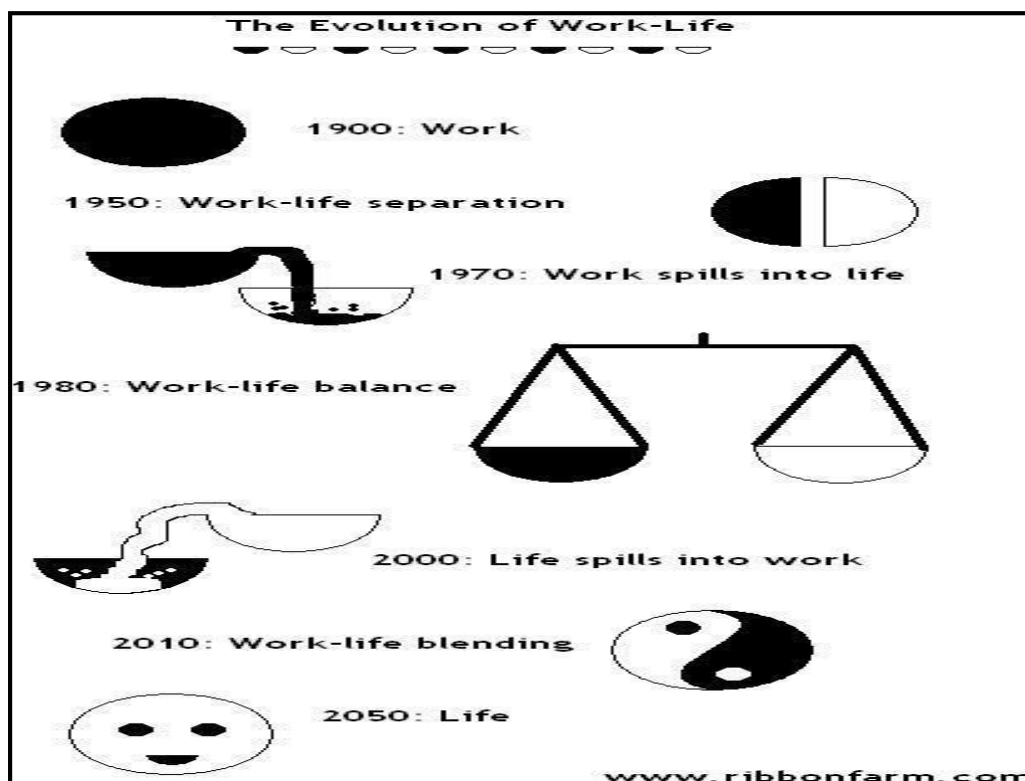 The Evolution of Work-Life
1900: Work
1950: Work-life separation
1970: Work spills into life
1980: Work-life balance
2000: Life spills into work
2010: Work-life blending
2050: Life
www.ribbonfarm.com